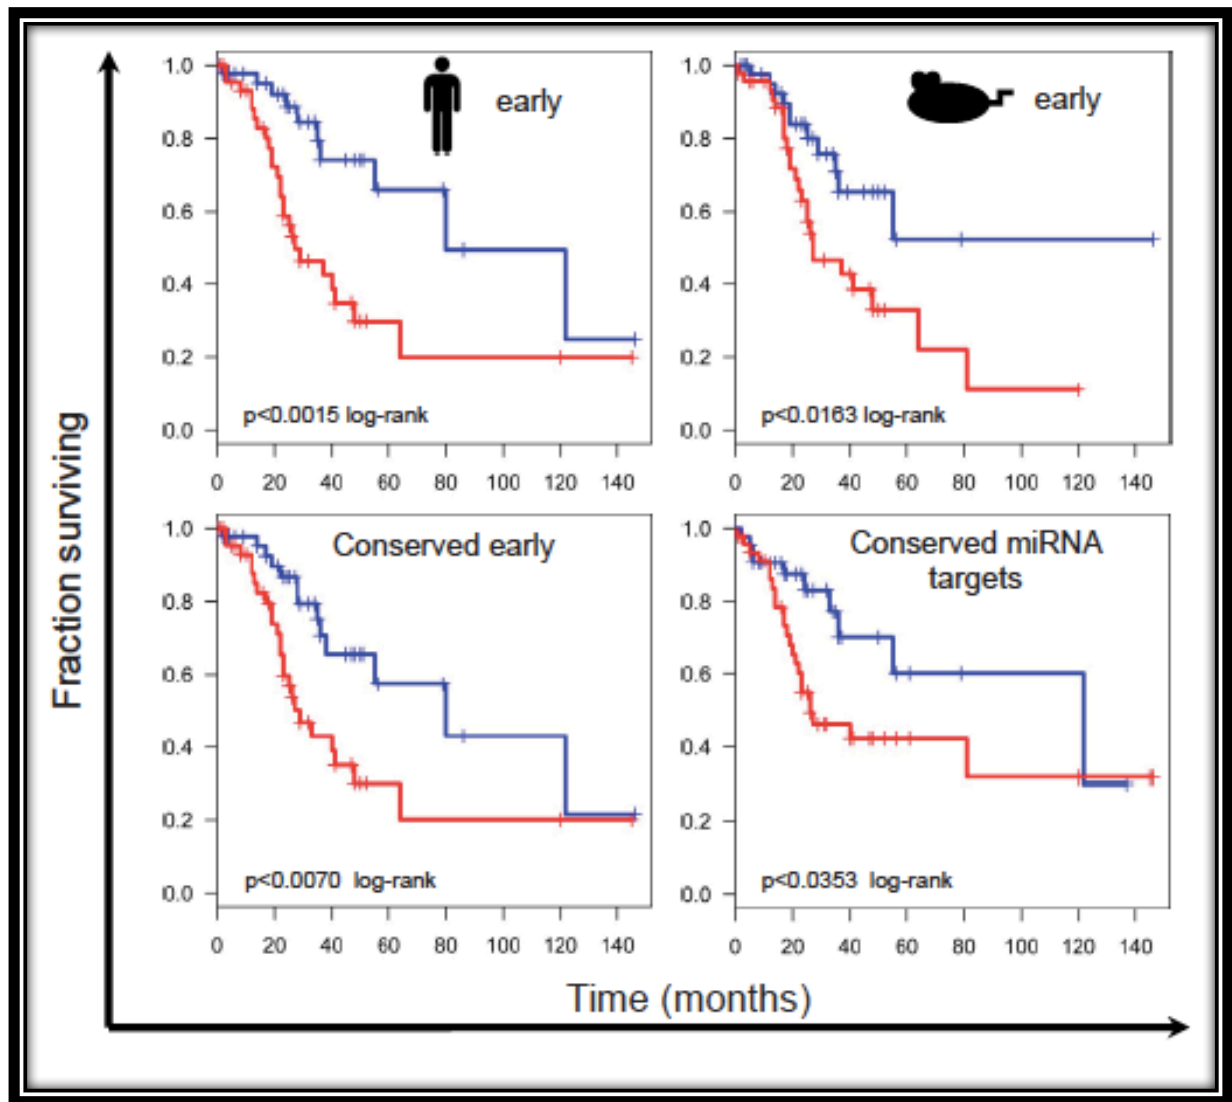 early
early
1.0
0.8
0.6
0.4
0.2
0.0
p<0.0015 log-rank
0 20 40 60 80 100 120 140
1.0
0.8
0.6
0.4
0.2
0.0
p<0.0163 log-rank
0 20 40 60 80 100 120 140
Fraction surviving
Conserved early
1.0
0.8
0.6
0.4
0.2
0.0
p<0.0070 log-rank
0 20 40 60 80 100 120 140
Conserved miRNA
targets
1.0
0.8
0.6
0.4
0.2
0.0
p<0.0353 log-rank
0 20 40 60 80 100 120 140
Time (months)